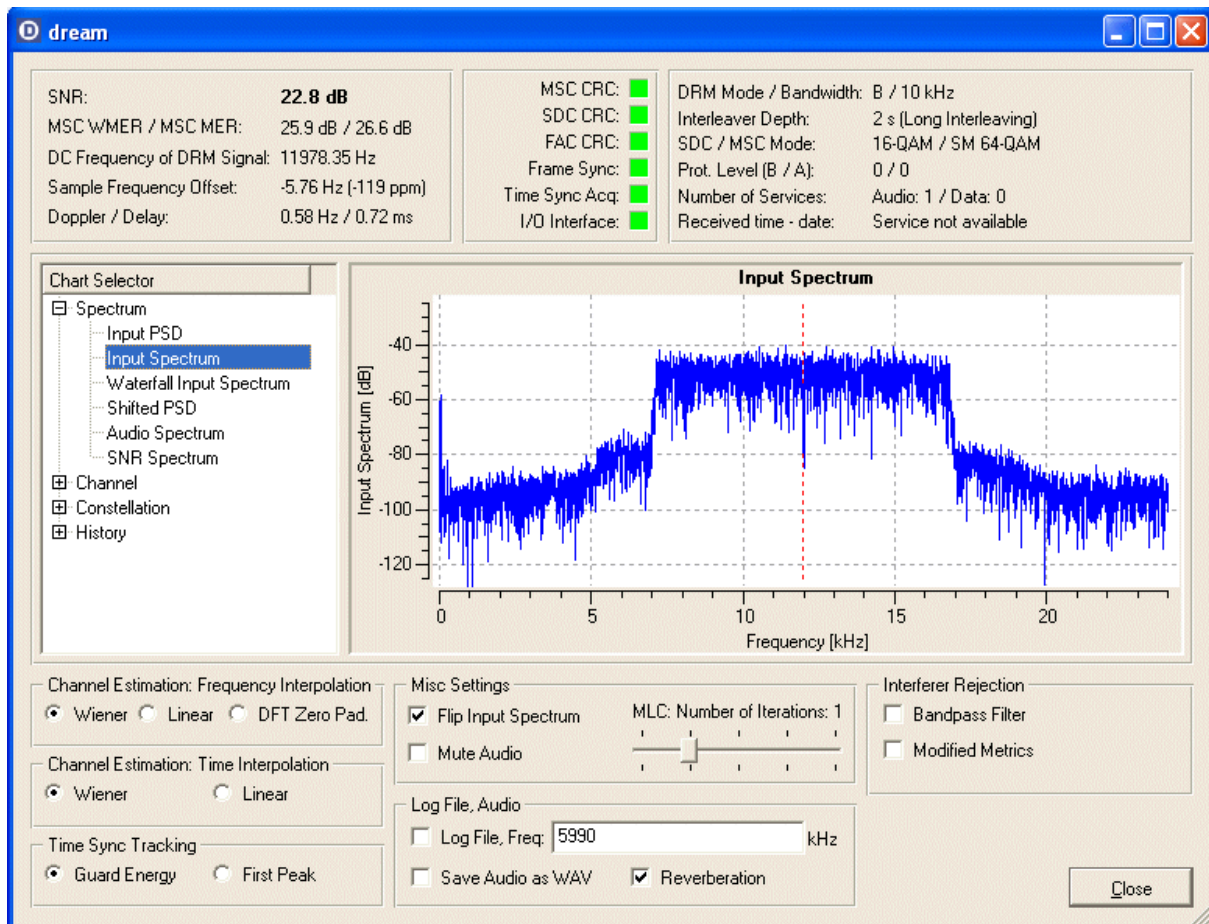 dream
SNR: 22.8 dB
MSC WMER / MSC MER: 25.9 dB / 26.6 dB
DC Frequency of DRM Signal: 11978.35 Hz
Sample Frequency Offset: -5.76 Hz (-119 ppm)
Doppler / Delay: 0.58 Hz / 0.72 ms
MSC CRC:
SDC CRC:
FAC CRC:
Frame Sync:
Time Sync Acq:
I/O Interface:
DRM Mode / Bandwidth: B / 10 kHz
Interleaver Depth: 2 s (Long Interleaving)
SDC / MSC Mode: 16-QAM / SM 64-QAM
Prot. Level (B / A): 0 / 0
Number of Services: Audio: 1 / Data: 0
Received time - date: Service not available
Chart Selector
Spectrum
Input PSD
Input Spectrum
Waterfall Input Spectrum
Shifted PSD
Audio Spectrum
SNR Spectrum
Channel
Constellation
History
Input Spectrum
Input Spectrum [dB]
-40
-60
-80
-100
-120
0 5 10 15 20
Frequency [kHz]
Channel Estimation: Frequency Interpolation
Wiener Linear DFT Zero Pad.
Channel Estimation: Time Interpolation
Wiener Linear
Time Sync Tracking
Guard Energy First Peak
Misc Settings
Flip Input Spectrum MLC: Number of Iterations: 1
Mute Audio
Log File, Audio
Log File, Freq: 5990 kHz
Save Audio as WAV Reverberation
Interferer Rejection
Bandpass Filter
Modified Metrics
Close